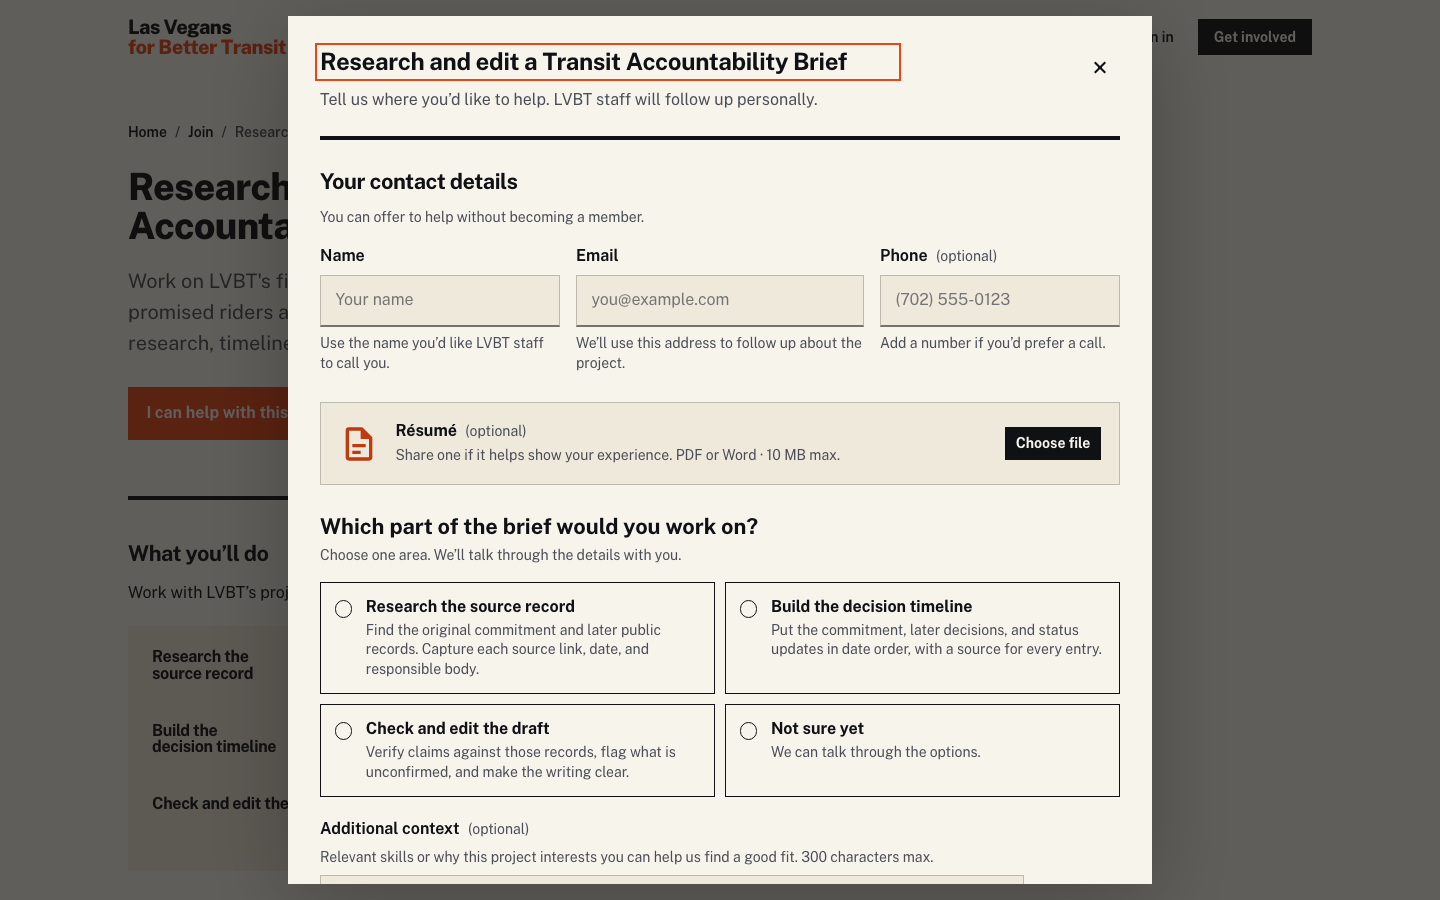 Las Vegans
for Better Transit
n in
Get involved
Home / Join / Researc
Research
Accounta
Work on LVBT's fi
promised riders a
research, timeline
I can help with this
What you’ll do
Work with LVBT’s proj
Research the
source record
Build the
decision timeline
Check and edit the
Research and edit a Transit Accountability Brief
×
Tell us where you’d like to help. LVBT staff will follow up personally.
Your contact details
You can offer to help without becoming a member.
Name
Email
Phone (optional)
Your name
you@example.com
(702) 555-0123
Use the name you’d like LVBT staff
to call you.
We’ll use this address to follow up about the
project.
Add a number if you’d prefer a call.
Résumé (optional)
Share one if it helps show your experience. PDF or Word · 10 MB max.
Choose file
Which part of the brief would you work on?
Choose one area. We’ll talk through the details with you.
Research the source record
Find the original commitment and later public
records. Capture each source link, date, and
responsible body.
Build the decision timeline
Put the commitment, later decisions, and status
updates in date order, with a source for every entry.
Check and edit the draft
Verify claims against those records, flag what is
unconfirmed, and make the writing clear.
Not sure yet
We can talk through the options.
Additional context (optional)
Relevant skills or why this project interests you can help us find a good fit. 300 characters max.